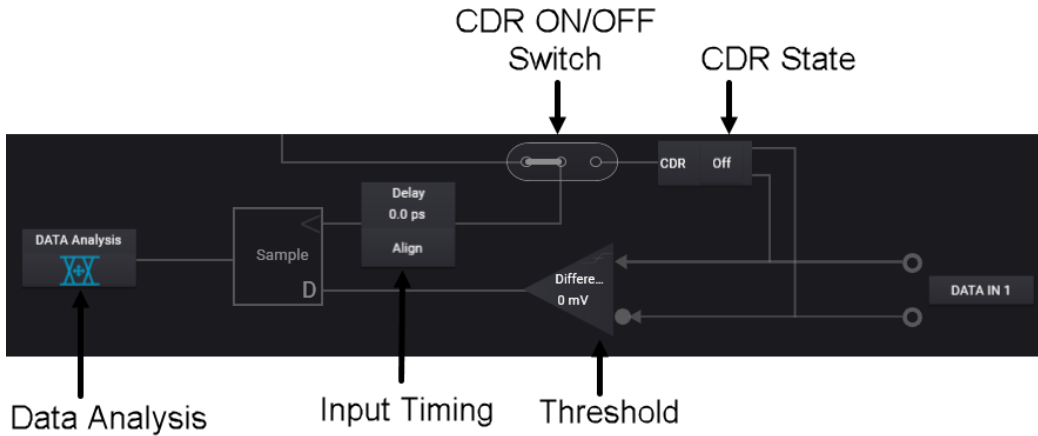 CDR ON/OFF
Switch
CDR State
CDR Off
Delay
0.0 ps
Align
DATA Analysis
Sample
D
Differe...
0 mV
DATA IN 1
Data Analysis
Input Timing
Threshold